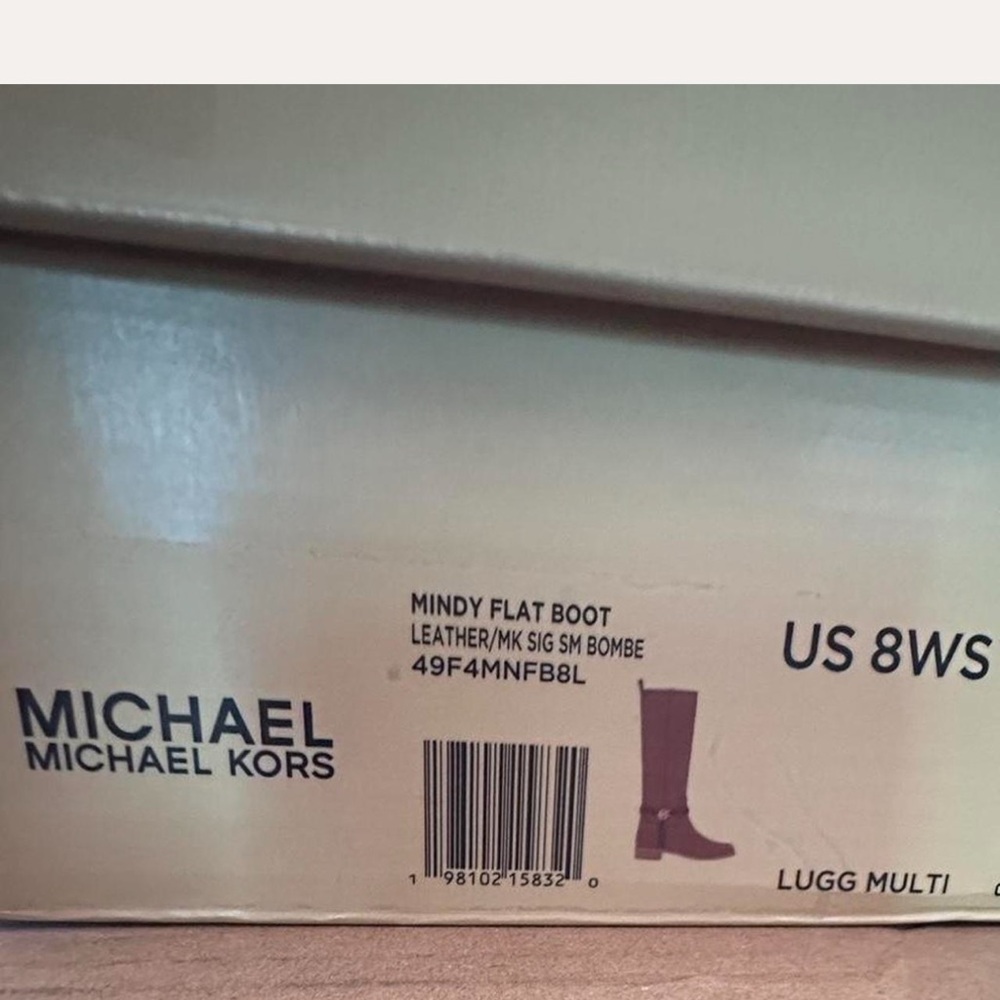 MINDY FLAT BOOT
LEATHER/MK SIG SM BOMBE
49F4MNFB8L
US 8WS
MICHAEL
MICHAEL KORS
1 98102 15832 0
LUGG MULTI